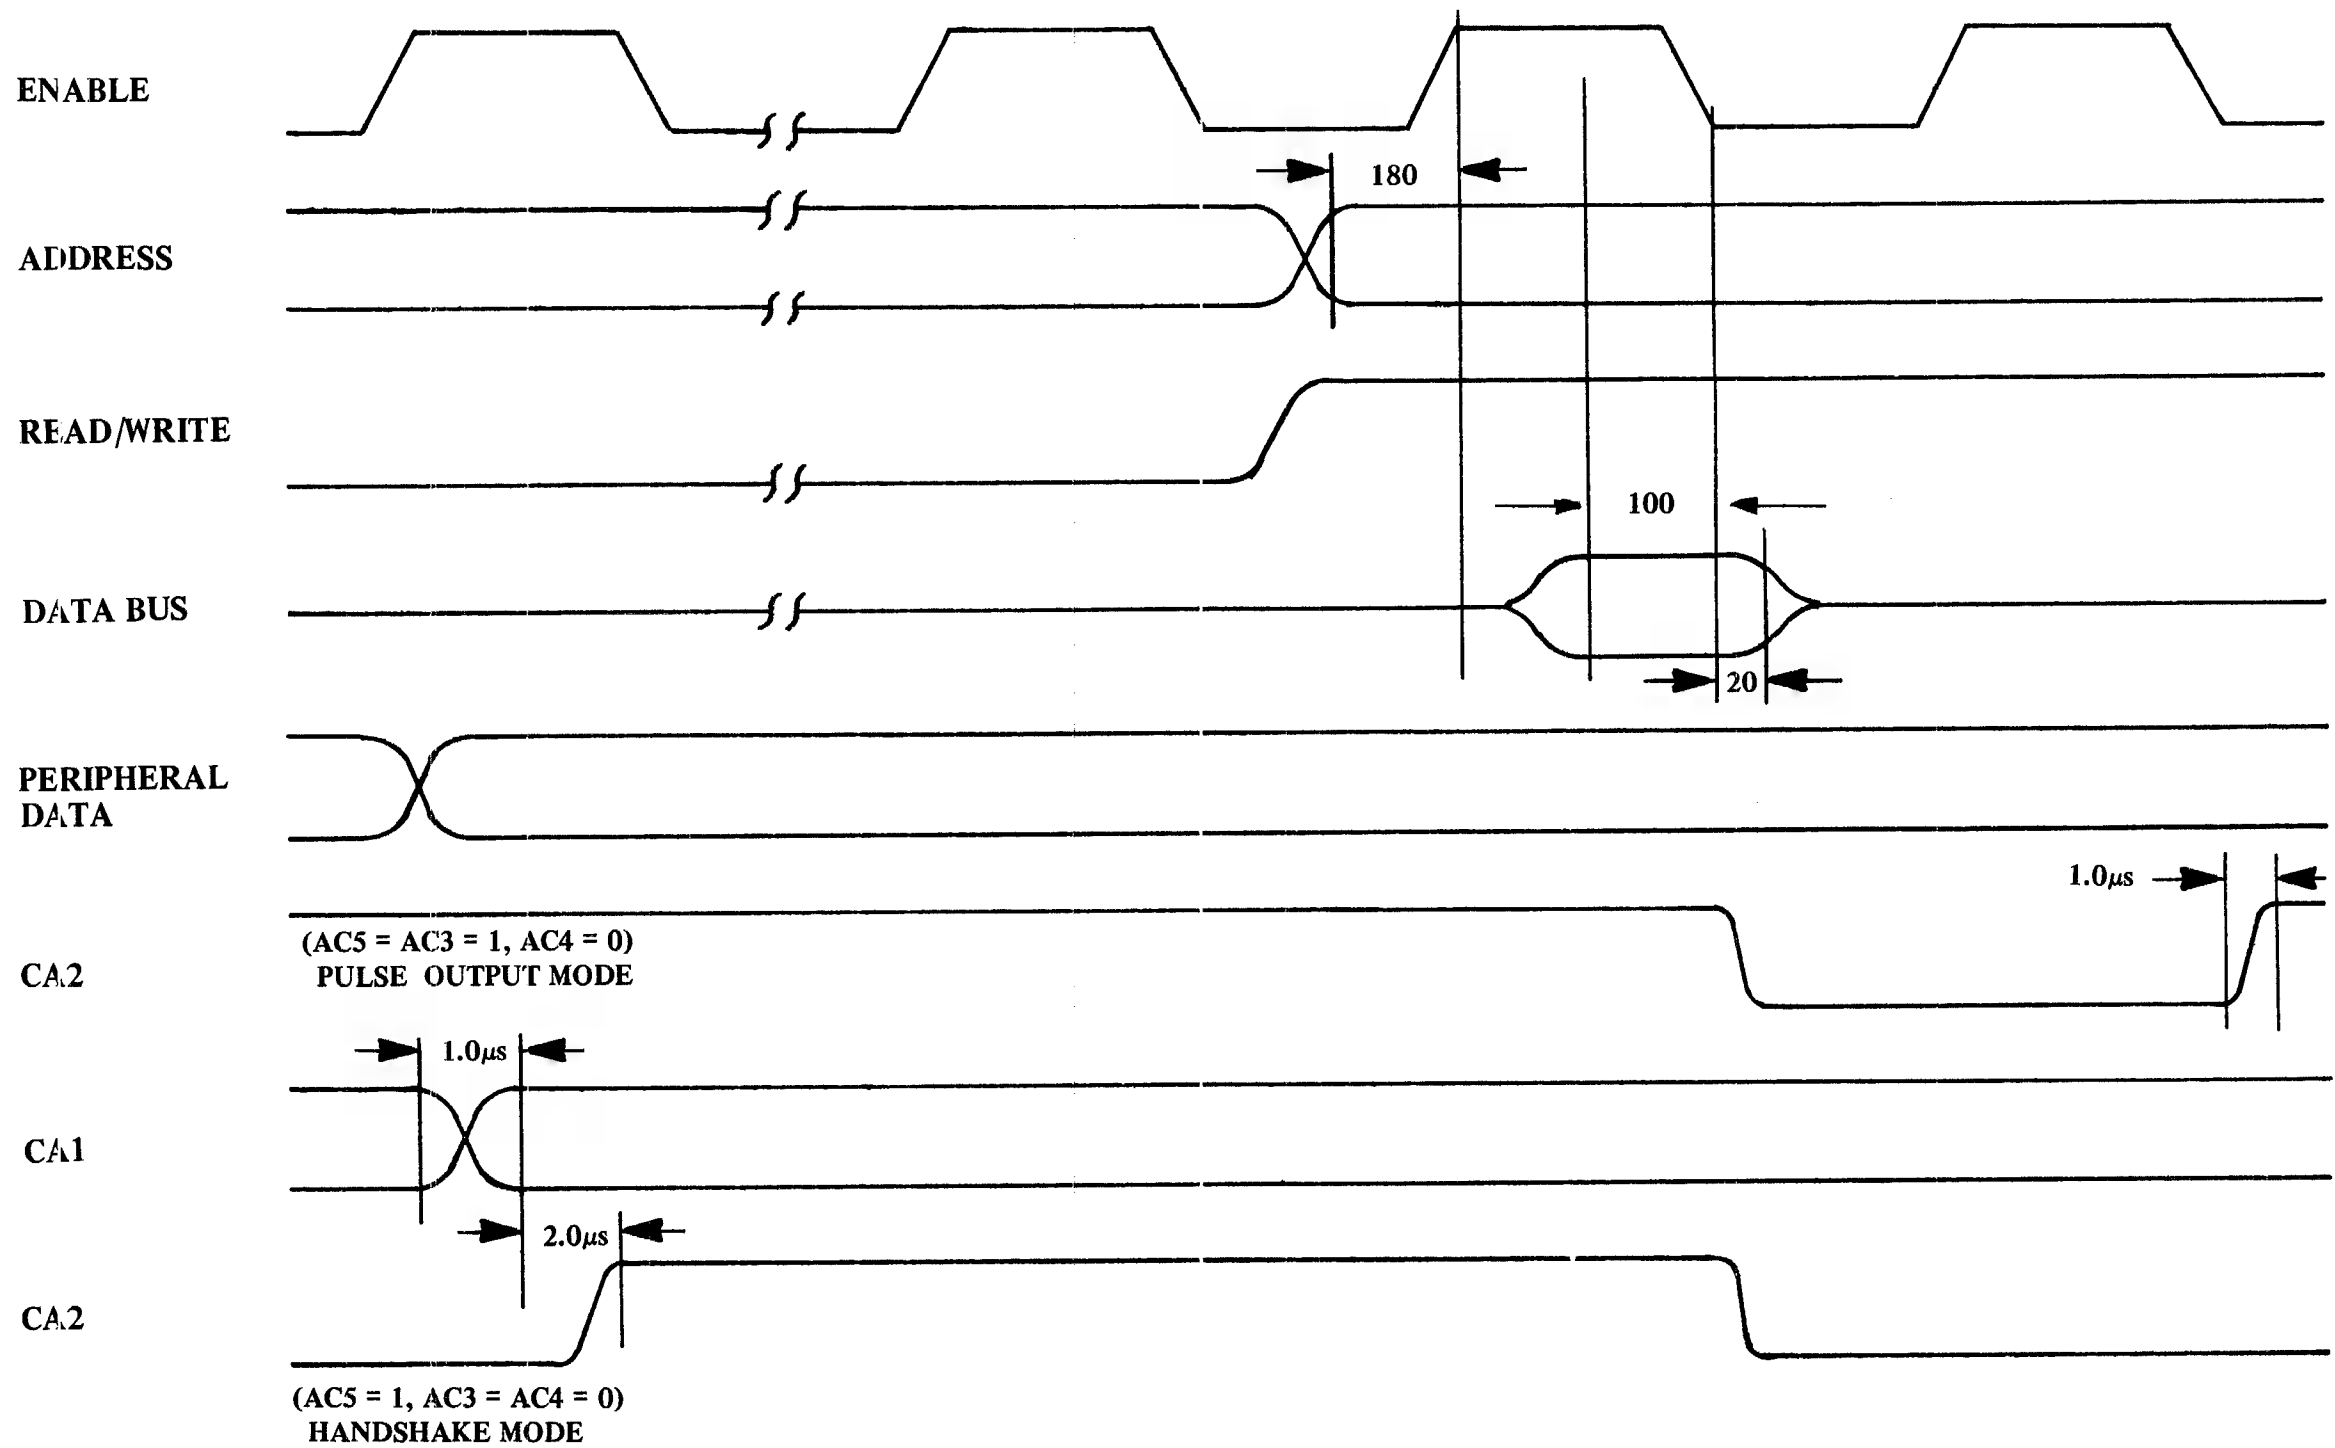 ENABLE
180
ADDRESS
READ/WRITE
100
DATA BUS
20
PERIPHERAL
DATA
1.0μs
(AC5 = AC3 = 1, AC4 = 0)
CA2
PULSE OUTPUT MODE
1.0μs
CA1
2.0μs
CA2
(AC5 = 1, AC3 = AC4 = 0)
HANDSHAKE MODE